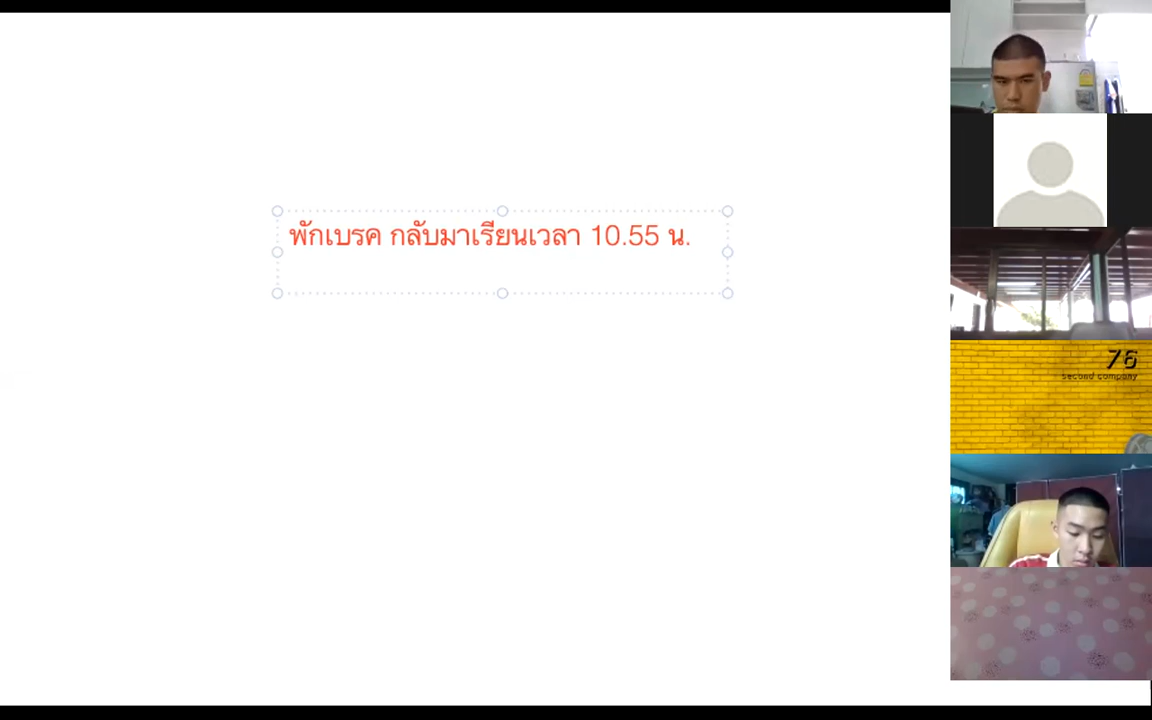 พักเบรค กลับมาเรียนเวลา 10.55 น.
76
second company